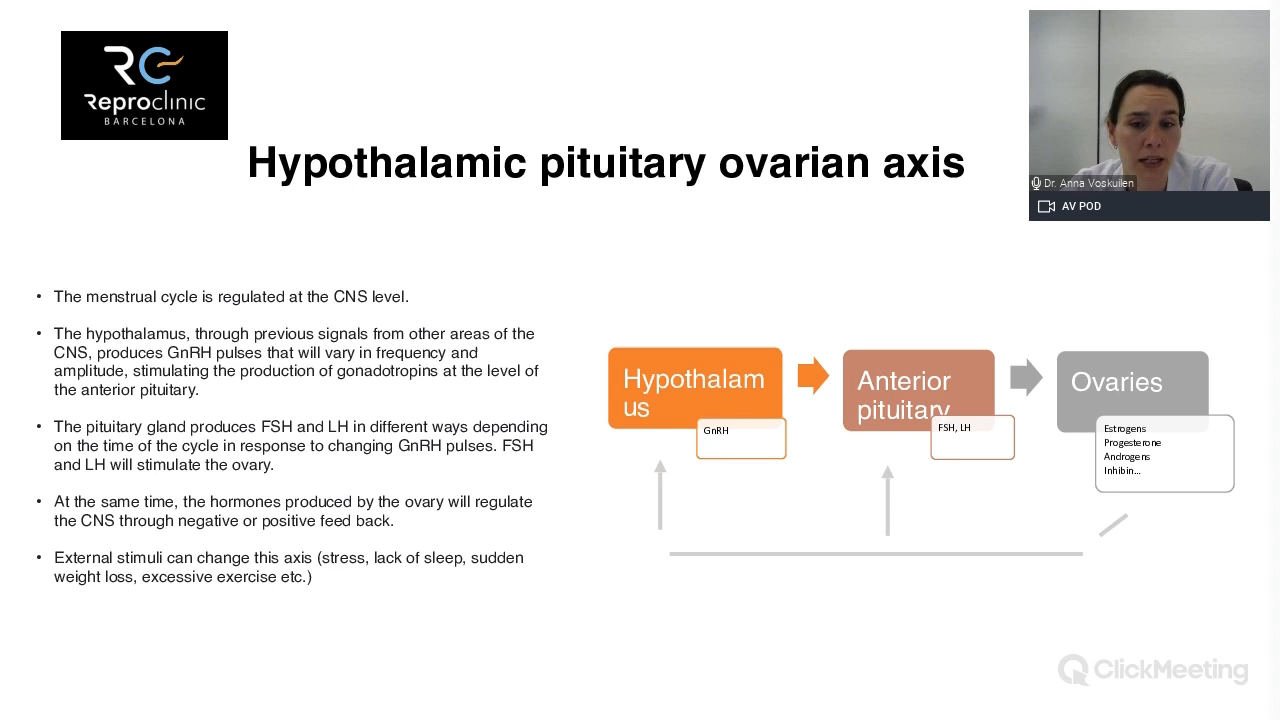 RC
Reproclinic
BARCELONA
Hypothalamic pituitary ovarian axis
Dr. Anna Voskuilen
AV POD
• The menstrual cycle is regulated at the CNS level.
• The hypothalamus, through previous signals from other areas of the
CNS, produces GnRH pulses that will vary in frequency and
amplitude, stimulating the production of gonadotropins at the level of
the anterior pituitary.
• The pituitary gland produces FSH and LH in different ways depending
on the time of the cycle in response to changing GnRH pulses. FSH
and LH will stimulate the ovary.
• At the same time, the hormones produced by the ovary will regulate
the CNS through negative or positive feed back.
• External stimuli can change this axis (stress, lack of sleep, sudden
weight loss, excessive exercise etc.)
Hypothalam
us
GnRH
Anterior
pituitary
FSH, LH
Ovaries
Estrogens
Progesterone
Androgens
Inhibin...
ClickMeeting